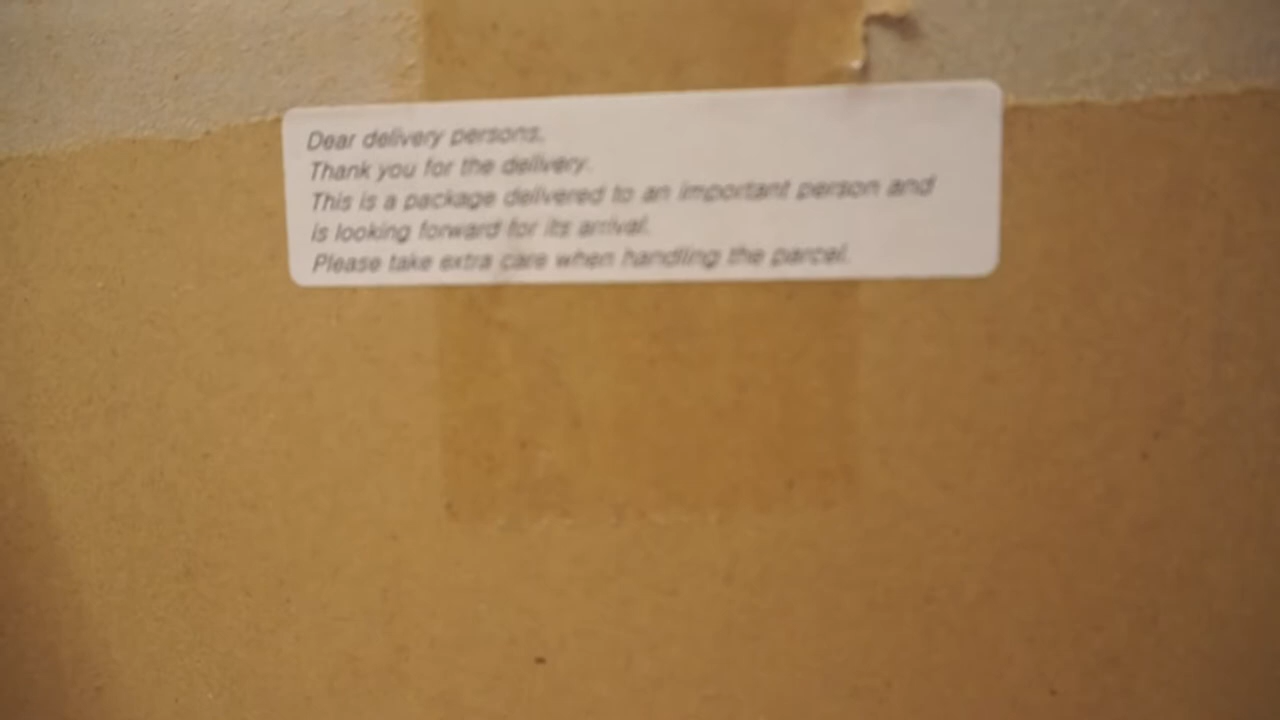 Dear delivery persons,
Thank you for the delivery.
This is a package delivered to an important person and
is looking forward for its arrival.
Please take extra care when handling the parcel.